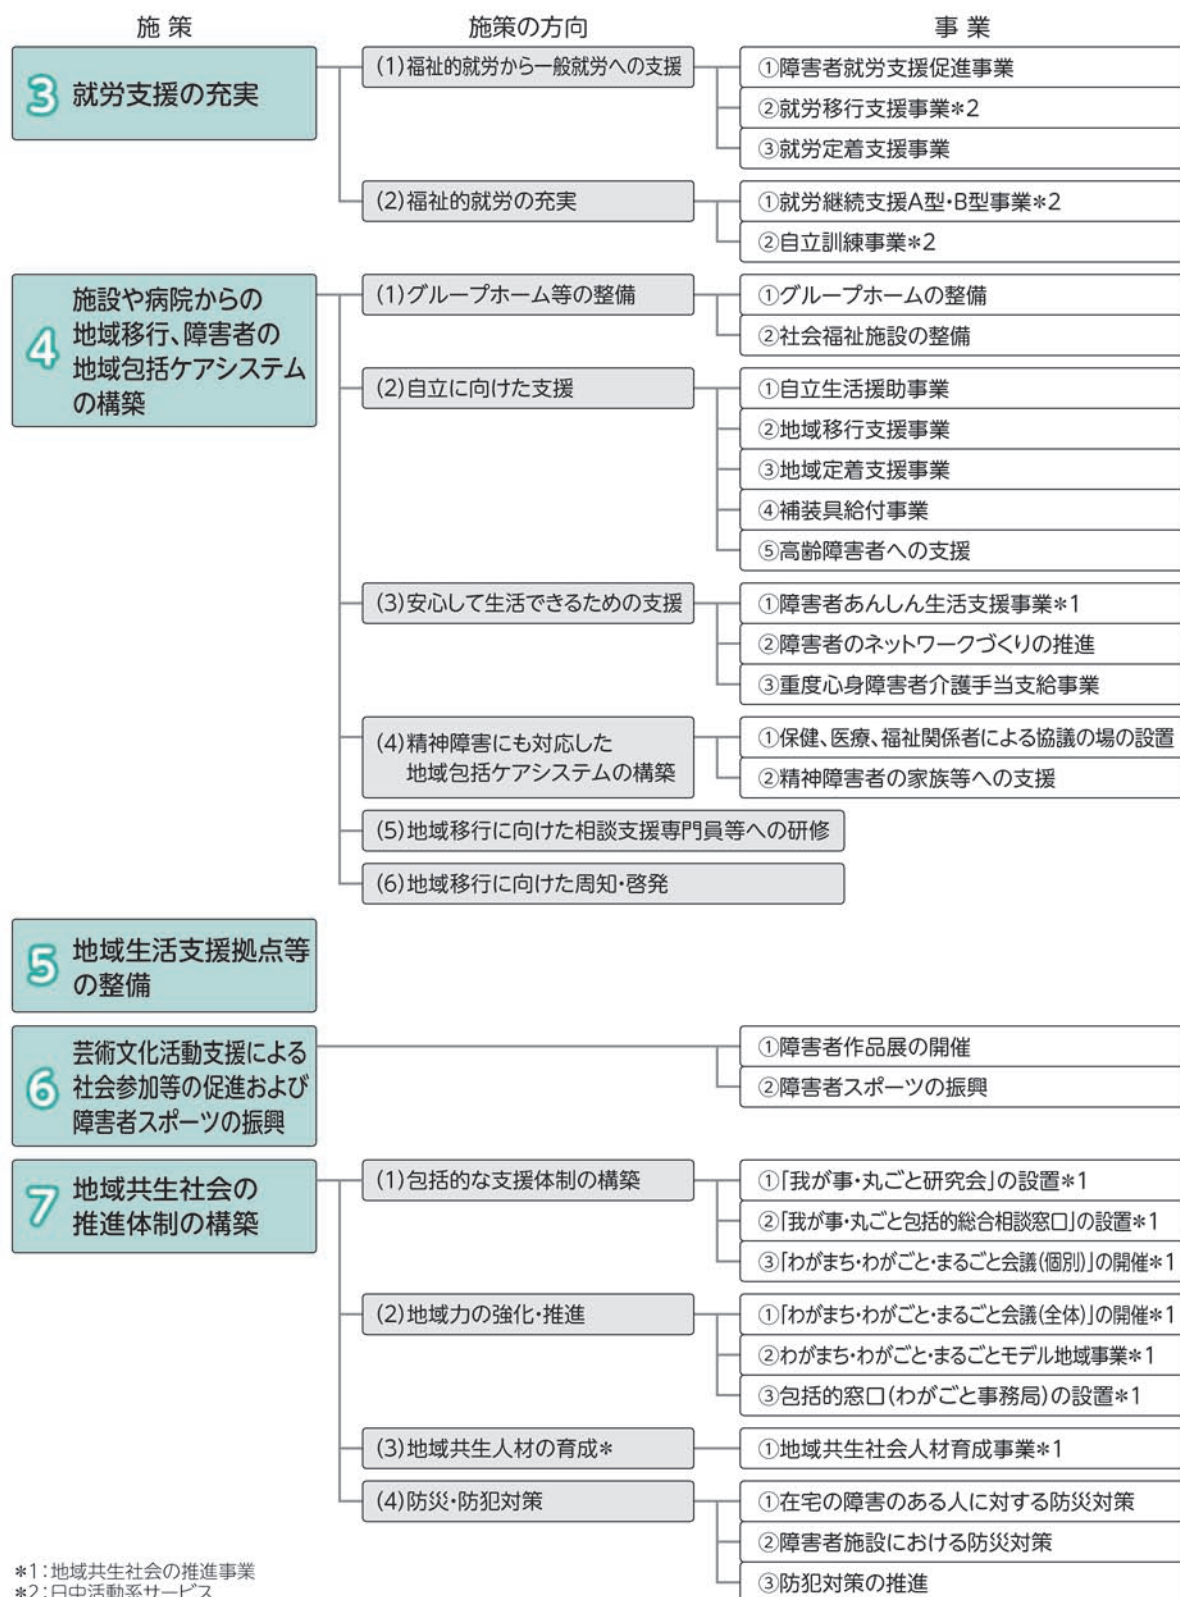 施 策　施策の方向　事 業
3 就労支援の充実
(1)福祉的就労から一般就労への支援
①障害者就労支援促進事業
②就労移行支援事業*2
③就労定着支援事業
(2)福祉的就労の充実
①就労継続支援A型・B型事業*2
②自立訓練事業*2
4 施設や病院からの
地域移行、障害者の
地域包括ケアシステム
の構築
(1)グループホーム等の整備
①グループホームの整備
②社会福祉施設の整備
(2)自立に向けた支援
①自立生活援助事業
②地域移行支援事業
③地域定着支援事業
④補装具給付事業
⑤高齢障害者への支援
(3)安心して生活できるための支援
①障害者あんしん生活支援事業*1
②障害者のネットワークづくりの推進
③重度心身障害者介護手当支給事業
(4)精神障害にも対応した
地域包括ケアシステムの構築
①保健、医療、福祉関係者による協議の場の設置
②精神障害者の家族等への支援
(5)地域移行に向けた相談支援専門員等への研修
(6)地域移行に向けた周知・啓発
5 地域生活支援拠点等
の整備
6 芸術文化活動支援による
社会参加等の促進および
障害者スポーツの振興
①障害者作品展の開催
②障害者スポーツの振興
7 地域共生社会の
推進体制の構築
(1)包括的な支援体制の構築
①「我が事・丸ごと研究会」の設置*1
②「我が事・丸ごと包括的総合相談窓口」の設置*1
③「わがまち・わがごと・まるごと会議(個別)」の開催*1
(2)地域力の強化・推進
①「わがまち・わがごと・まるごと会議(全体)」の開催*1
②わがまち・わがごと・まるごとモデル地域事業*1
③包括的窓口(わがごと事務局)の設置*1
(3)地域共生人材の育成*
①地域共生社会人材育成事業*1
(4)防災・防犯対策
①在宅の障害のある人に対する防災対策
②障害者施設における防災対策
③防犯対策の推進
*1:地域共生社会の推進事業
*2:日中活動系サービス